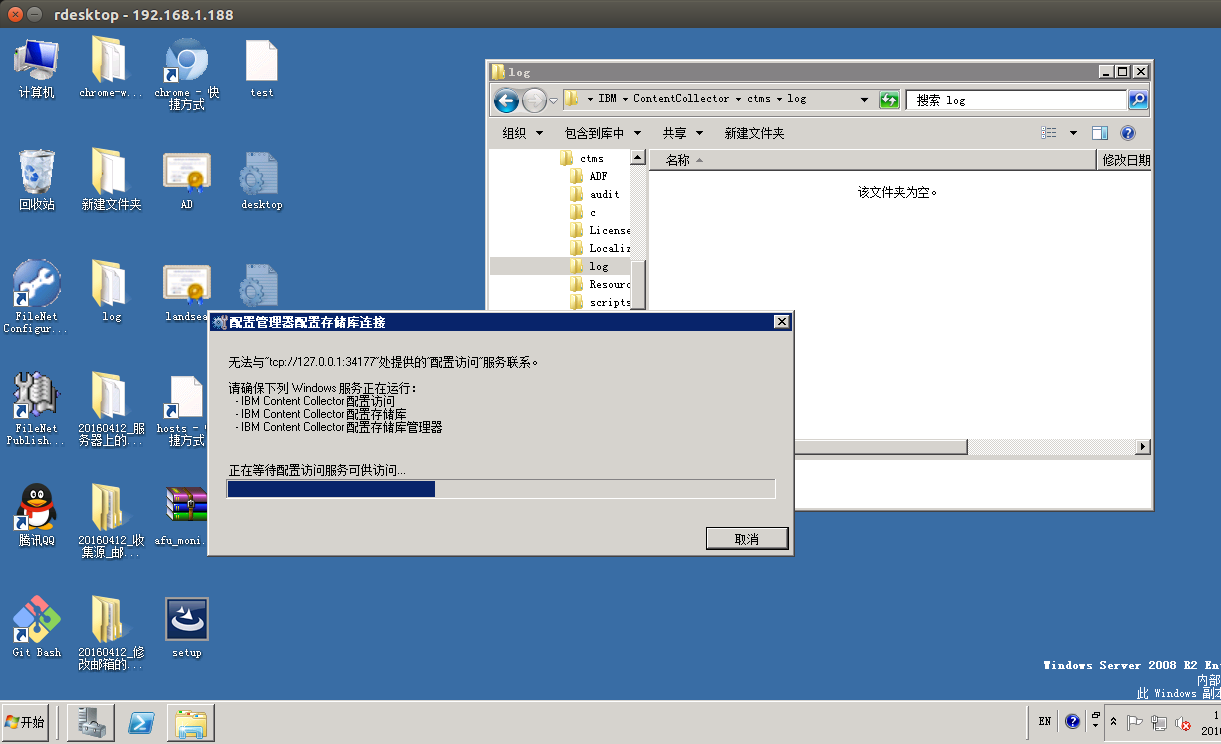 rdesktop - 192.168.1.188
计算机
chrome-w...
chrome - 快
捷方式
test
回收站
新建文件夹
AD
desktop
FileNet
Configur...
log
landsea
FileNet
Publish...
20160412_服
务器上的...
hosts - 快
捷方式
腾讯QQ
20160412_收
集源_邮...
afu_moni.
Git Bash
20160412_修
改邮箱的...
setup
log
IBM ContentCollector ctms log
搜索 log
组织 包含到库中 共享 新建文件夹
ctms
ADF
audit
c
License
Localiz
log
Resourc
scripts
名称 修改日期
该文件夹为空。
配置管理器配置存储库连接
无法与"tcp://127.0.0.1:34177"处提供的"配置访问"服务联系。
请确保下列 Windows 服务正在运行:
- IBM Content Collector 配置访问
- IBM Content Collector 配置存储库
- IBM Content Collector 配置存储库管理器
正在等待配置访问服务可供访问...
取消
Windows Server 2008 R2 En
内部
此 Windows 副本
开始
EN
1
201